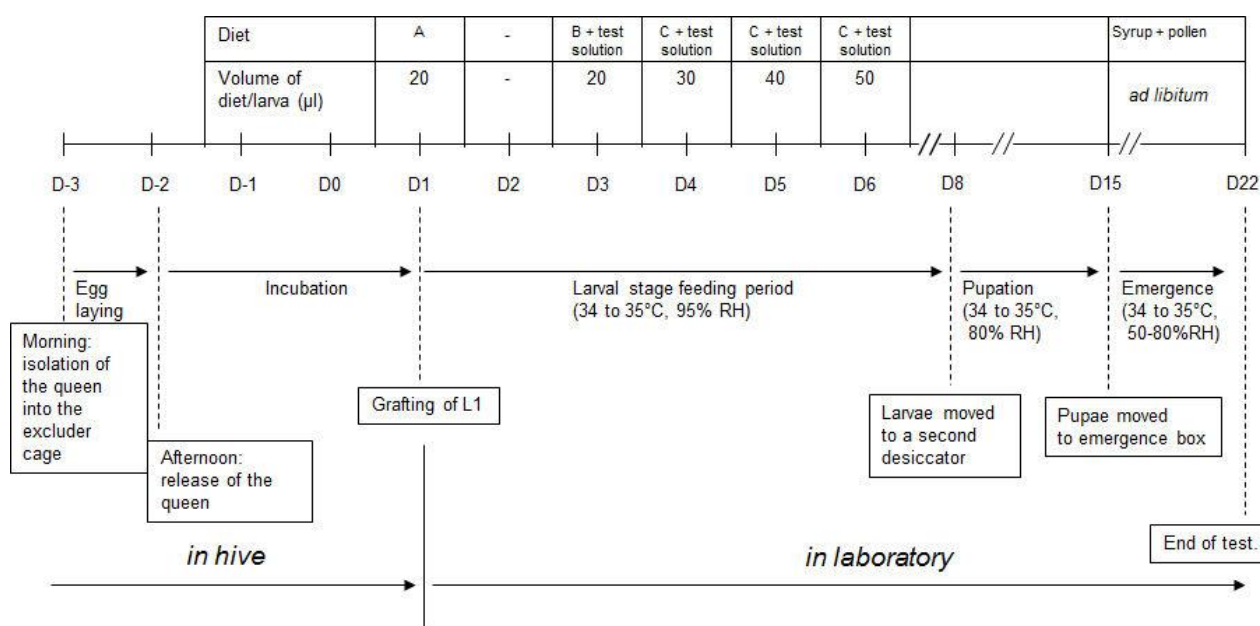 Diet A - B + test solution C + test solution C + test solution C + test solution Syrup + pollen
Volume of diet/larva (µl) 20 - 20 30 40 50 ad libitum
D-3 D-2 D-1 D0 D1 D2 D3 D4 D5 D6 D8 D15 D22
Egg
laying
Incubation
Larval stage feeding period
(34 to 35°C, 95% RH)
Pupation
(34 to 35°C,
80% RH)
Emergence
(34 to 35°C,
50-80%RH)
Morning:
isolation of
the queen
into the
excluder
cage
Afternoon:
release of the
queen
Grafting of L1
Larvae moved
to a second
desiccator
Pupae moved
to emergence box
End of test.
in hive
in laboratory